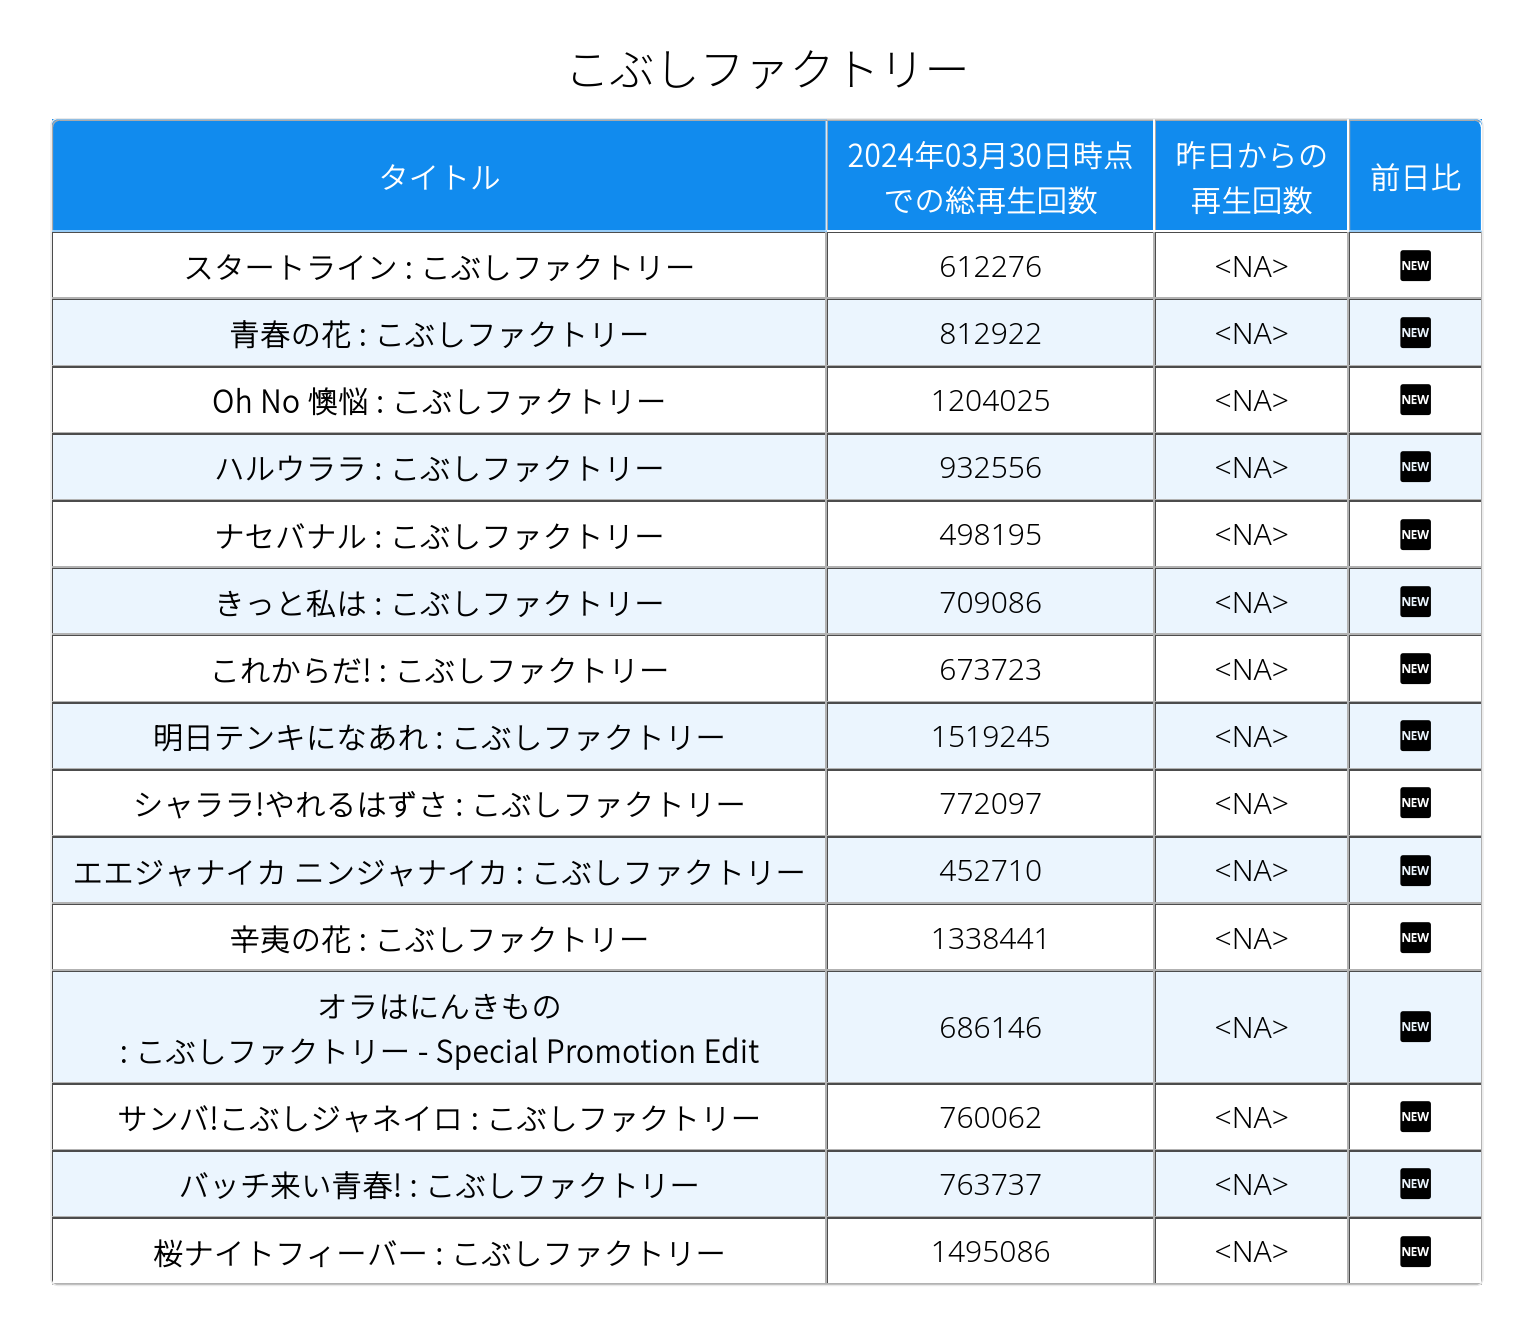 こぶしファクトリー
タイトル
2024年03月30日時点
での総再生回数
昨日からの
再生回数
前日比
スタートライン : こぶしファクトリー 612276 <NA> NEW
青春の花 : こぶしファクトリー 812922 <NA> NEW
Oh No 懊悩 : こぶしファクトリー 1204025 <NA> NEW
ハルウララ : こぶしファクトリー 932556 <NA> NEW
ナセバナル : こぶしファクトリー 498195 <NA> NEW
きっと私は : こぶしファクトリー 709086 <NA> NEW
これからだ! : こぶしファクトリー 673723 <NA> NEW
明日テンキになあれ : こぶしファクトリー 1519245 <NA> NEW
シャララ!やれるはずさ : こぶしファクトリー 772097 <NA> NEW
エエジャナイカ ニンジャナイカ : こぶしファクトリー 452710 <NA> NEW
辛夷の花 : こぶしファクトリー 1338441 <NA> NEW
オラはにんきもの
: こぶしファクトリー - Special Promotion Edit 686146 <NA> NEW
サンバ!こぶしジャネイロ : こぶしファクトリー 760062 <NA> NEW
バッチ来い青春! : こぶしファクトリー 763737 <NA> NEW
桜ナイトフィーバー : こぶしファクトリー 1495086 <NA> NEW